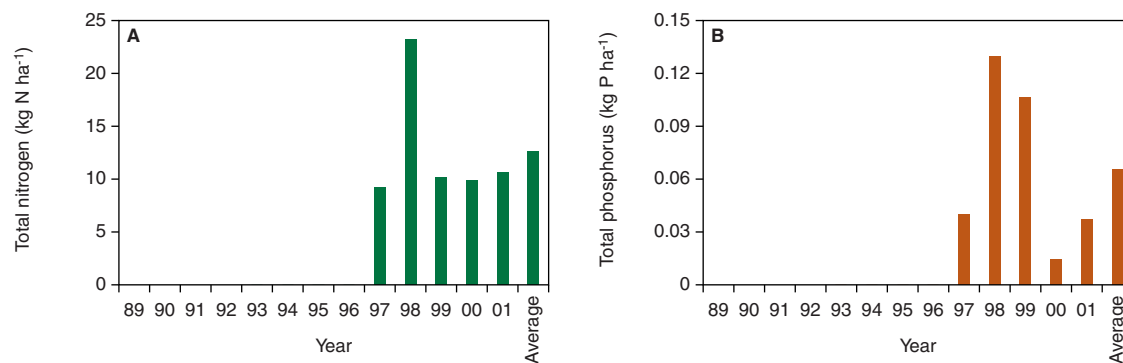 A
Total nitrogen (kg N ha-1)
25
20
15
10
5
0
89 90 91 92 93 94 95 96 97 98 99 00 01 Average
Year
B
Total phosphorus (kg P ha-1)
0.15
0.12
0.09
0.06
0.03
0
89 90 91 92 93 94 95 96 97 98 99 00 01 Average
Year